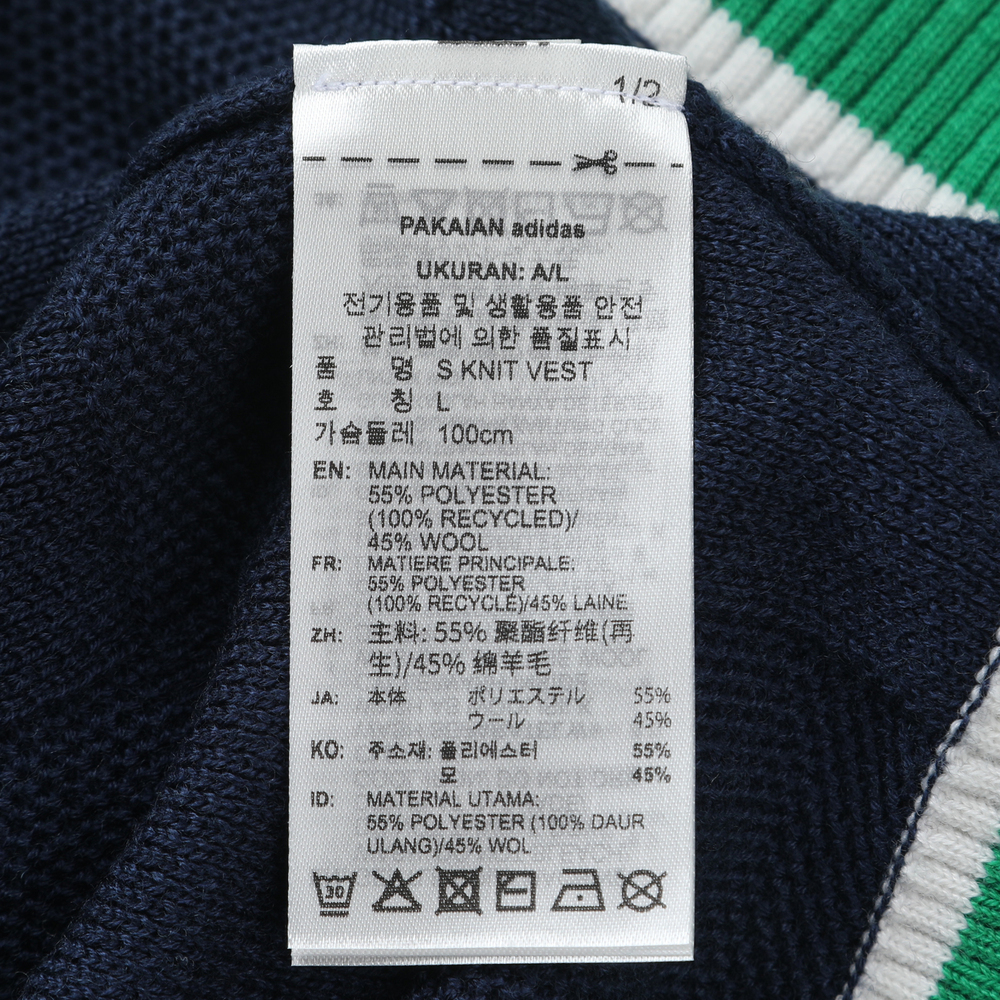 1/2
PAKAIAN adidas
UKURAN: A/L
전기용품 및 생활용품 안전
관리법에 의한 품질표시
품 명 S KNIT VEST
호 칭 L
가슴둘레 100cm
EN: MAIN MATERIAL:
55% POLYESTER
(100% RECYCLED)/
45% WOOL
FR: MATIERE PRINCIPALE:
55% POLYESTER
(100% RECYCLÉ)/45% LAINE
ZH: 主料: 55% 聚酯纤维(再
生)/45% 绵羊毛
JA: 本体 ポリエステル 55%
ウール 45%
KO: 주소재: 폴리에스터 55%
모 45%
ID: MATERIAL UTAMA:
55% POLYESTER (100% DAUR
ULANG)/45% WOL
30